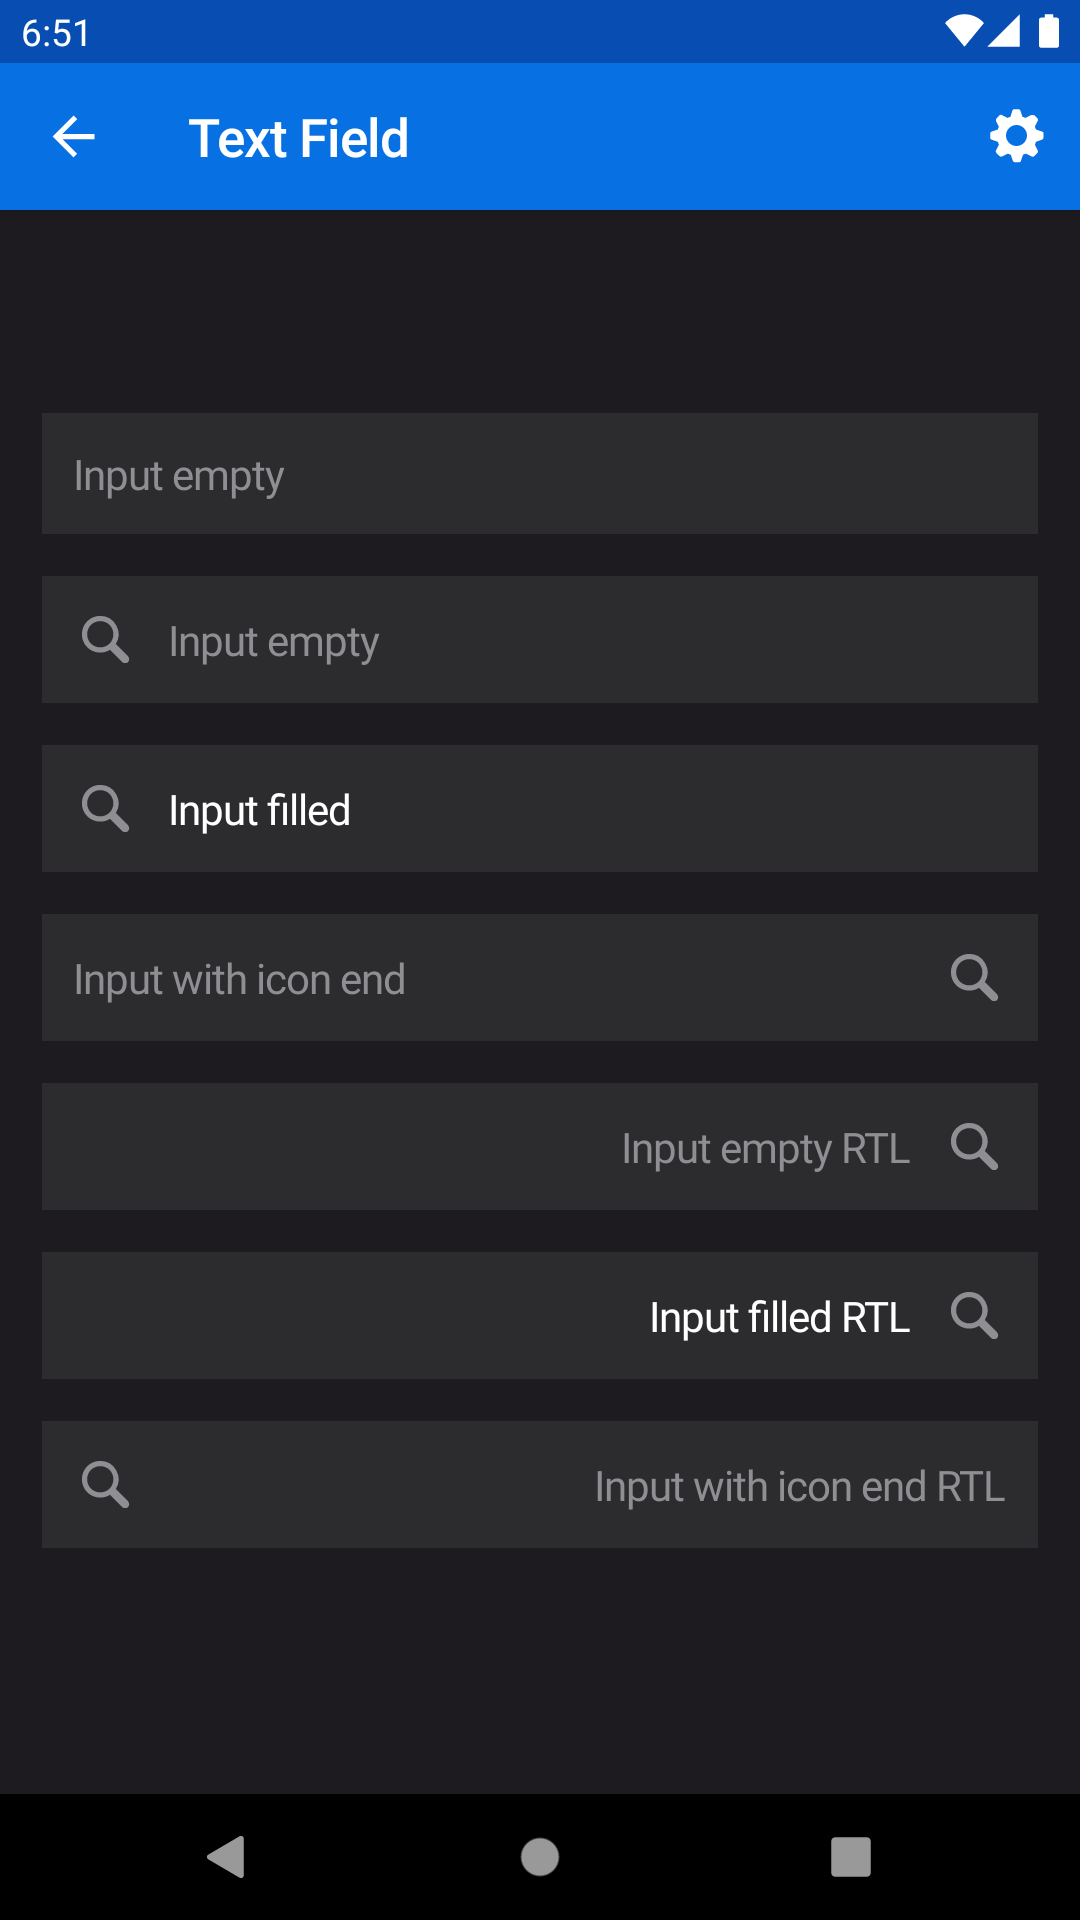 6:51
Text Field
Input empty
Input empty
Input filled
Input with icon end
Input empty RTL
Input filled RTL
Input with icon end RTL